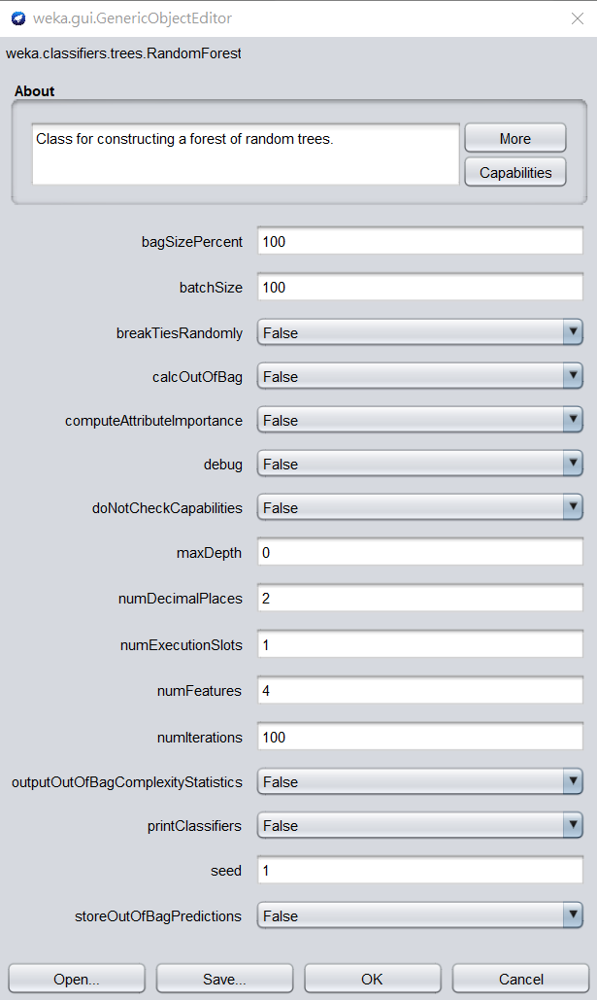 weka.gui.GenericObjectEditor
weka.classifiers.trees.RandomForest
About
Class for constructing a forest of random trees.
More
Capabilities
bagSizePercent 100
batchSize 100
breakTiesRandomly False
calcOutOfBag False
computeAttributeImportance False
debug False
doNotCheckCapabilities False
maxDepth 0
numDecimalPlaces 2
numExecutionSlots 1
numFeatures 4
numIterations 100
outputOutOfBagComplexityStatistics False
printClassifiers False
seed 1
storeOutOfBagPredictions False
Open... Save... OK Cancel